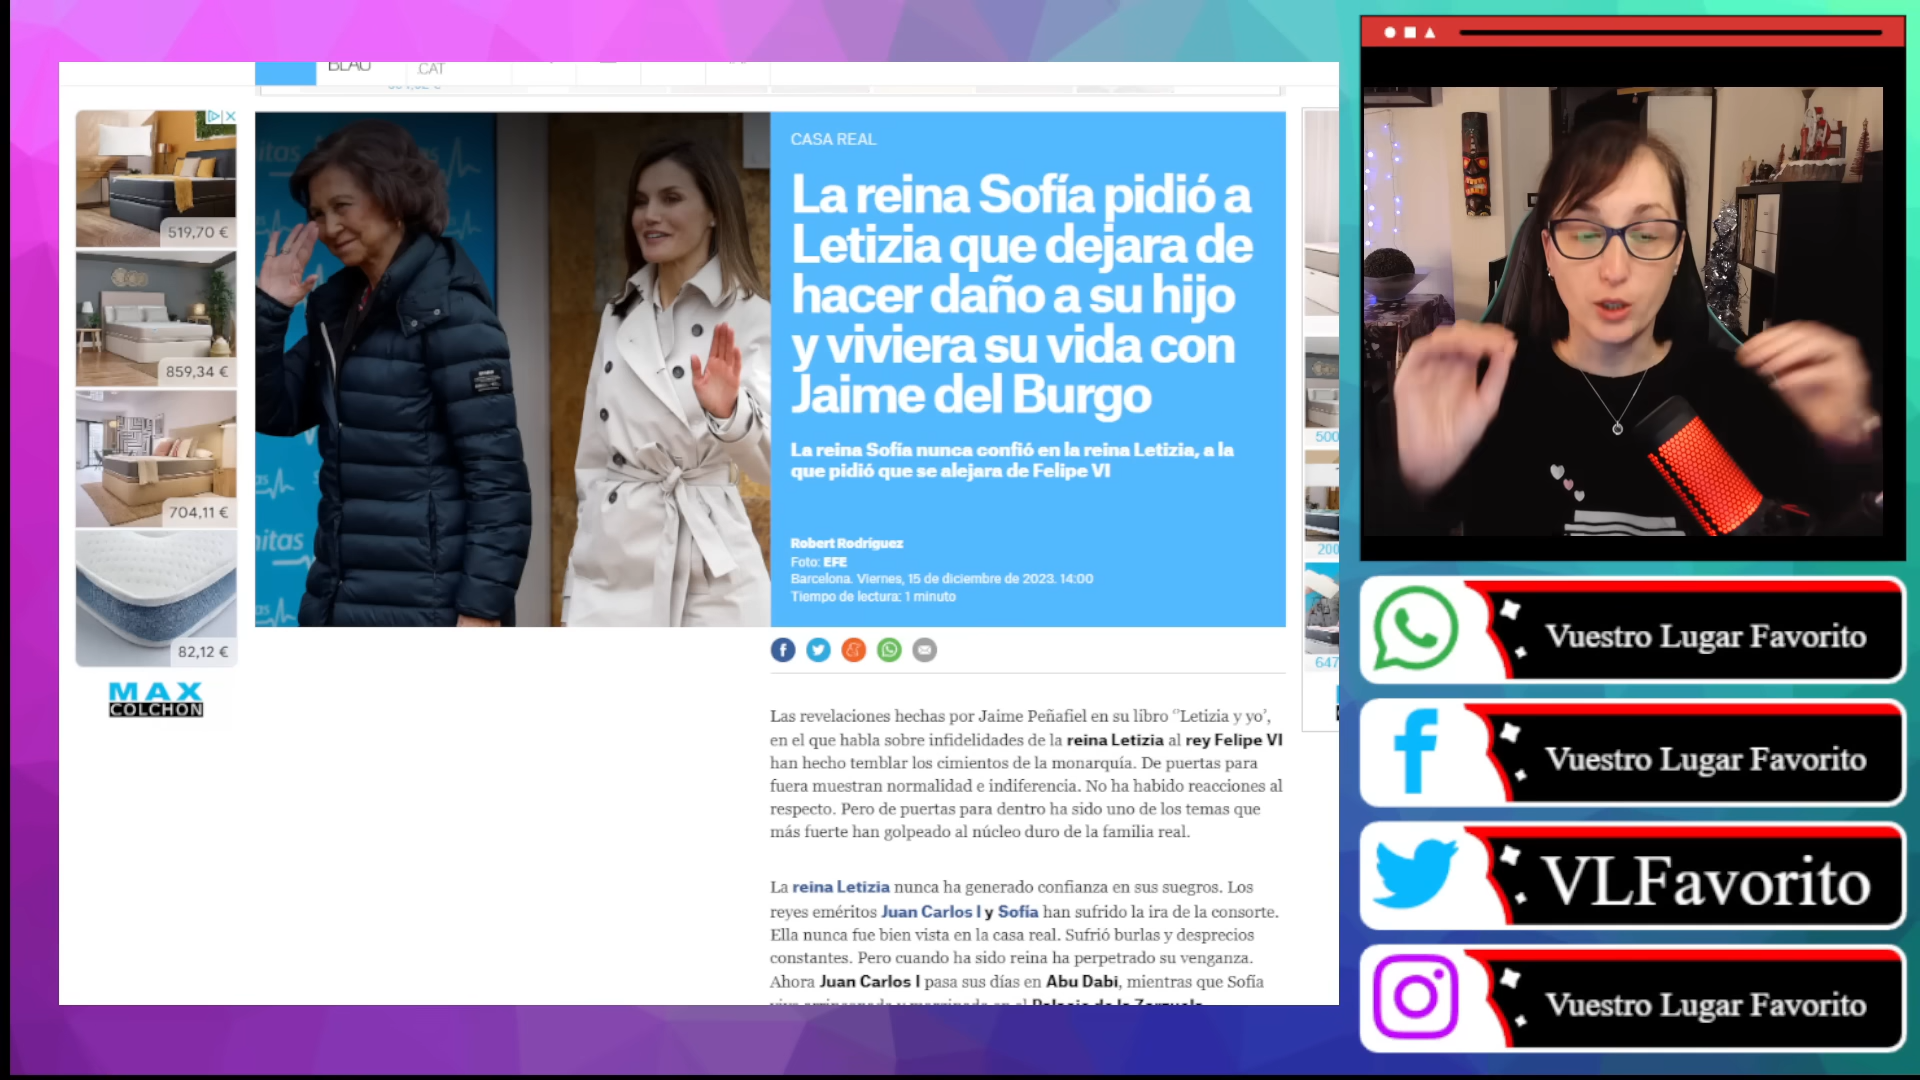 BLAU
.CAT
CASA REAL
La reina Sofía pidió a
Letizia que dejara de
hacer daño a su hijo
y viviera su vida con
Jaime del Burgo
La reina Sofía nunca confió en la reina Letizia, a la
que pidió que se alejara de Felipe VI
Robert Rodríguez
Foto: EFE
Barcelona. Viernes, 15 de diciembre de 2023. 14:00
Tiempo de lectura: 1 minuto
519,70 €
859,34 €
704,11 €
82,12 €
MAX
COLCHON
nitas
nitas
500
200
647
Las revelaciones hechas por Jaime Peñafiel en su libro “Letizia y yo’,
en el que habla sobre infidelidades de la reina Letizia al rey Felipe VI
han hecho temblar los cimientos de la monarquía. De puertas para
fuera muestran normalidad e indiferencia. No ha habido reacciones al
respecto. Pero de puertas para dentro ha sido uno de los temas que
más fuerte han golpeado al núcleo duro de la familia real.
La reina Letizia nunca ha generado confianza en sus suegros. Los
reyes eméritos Juan Carlos I y Sofía han sufrido la ira de la consorte.
Ella nunca fue bien vista en la casa real. Sufrió burlas y desprecios
constantes. Pero cuando ha sido reina ha perpetrado su venganza.
Ahora Juan Carlos I pasa sus días en Abu Dabi, mientras que Sofía
Vuestro Lugar Favorito
Vuestro Lugar Favorito
VLFavorito
Vuestro Lugar Favorito